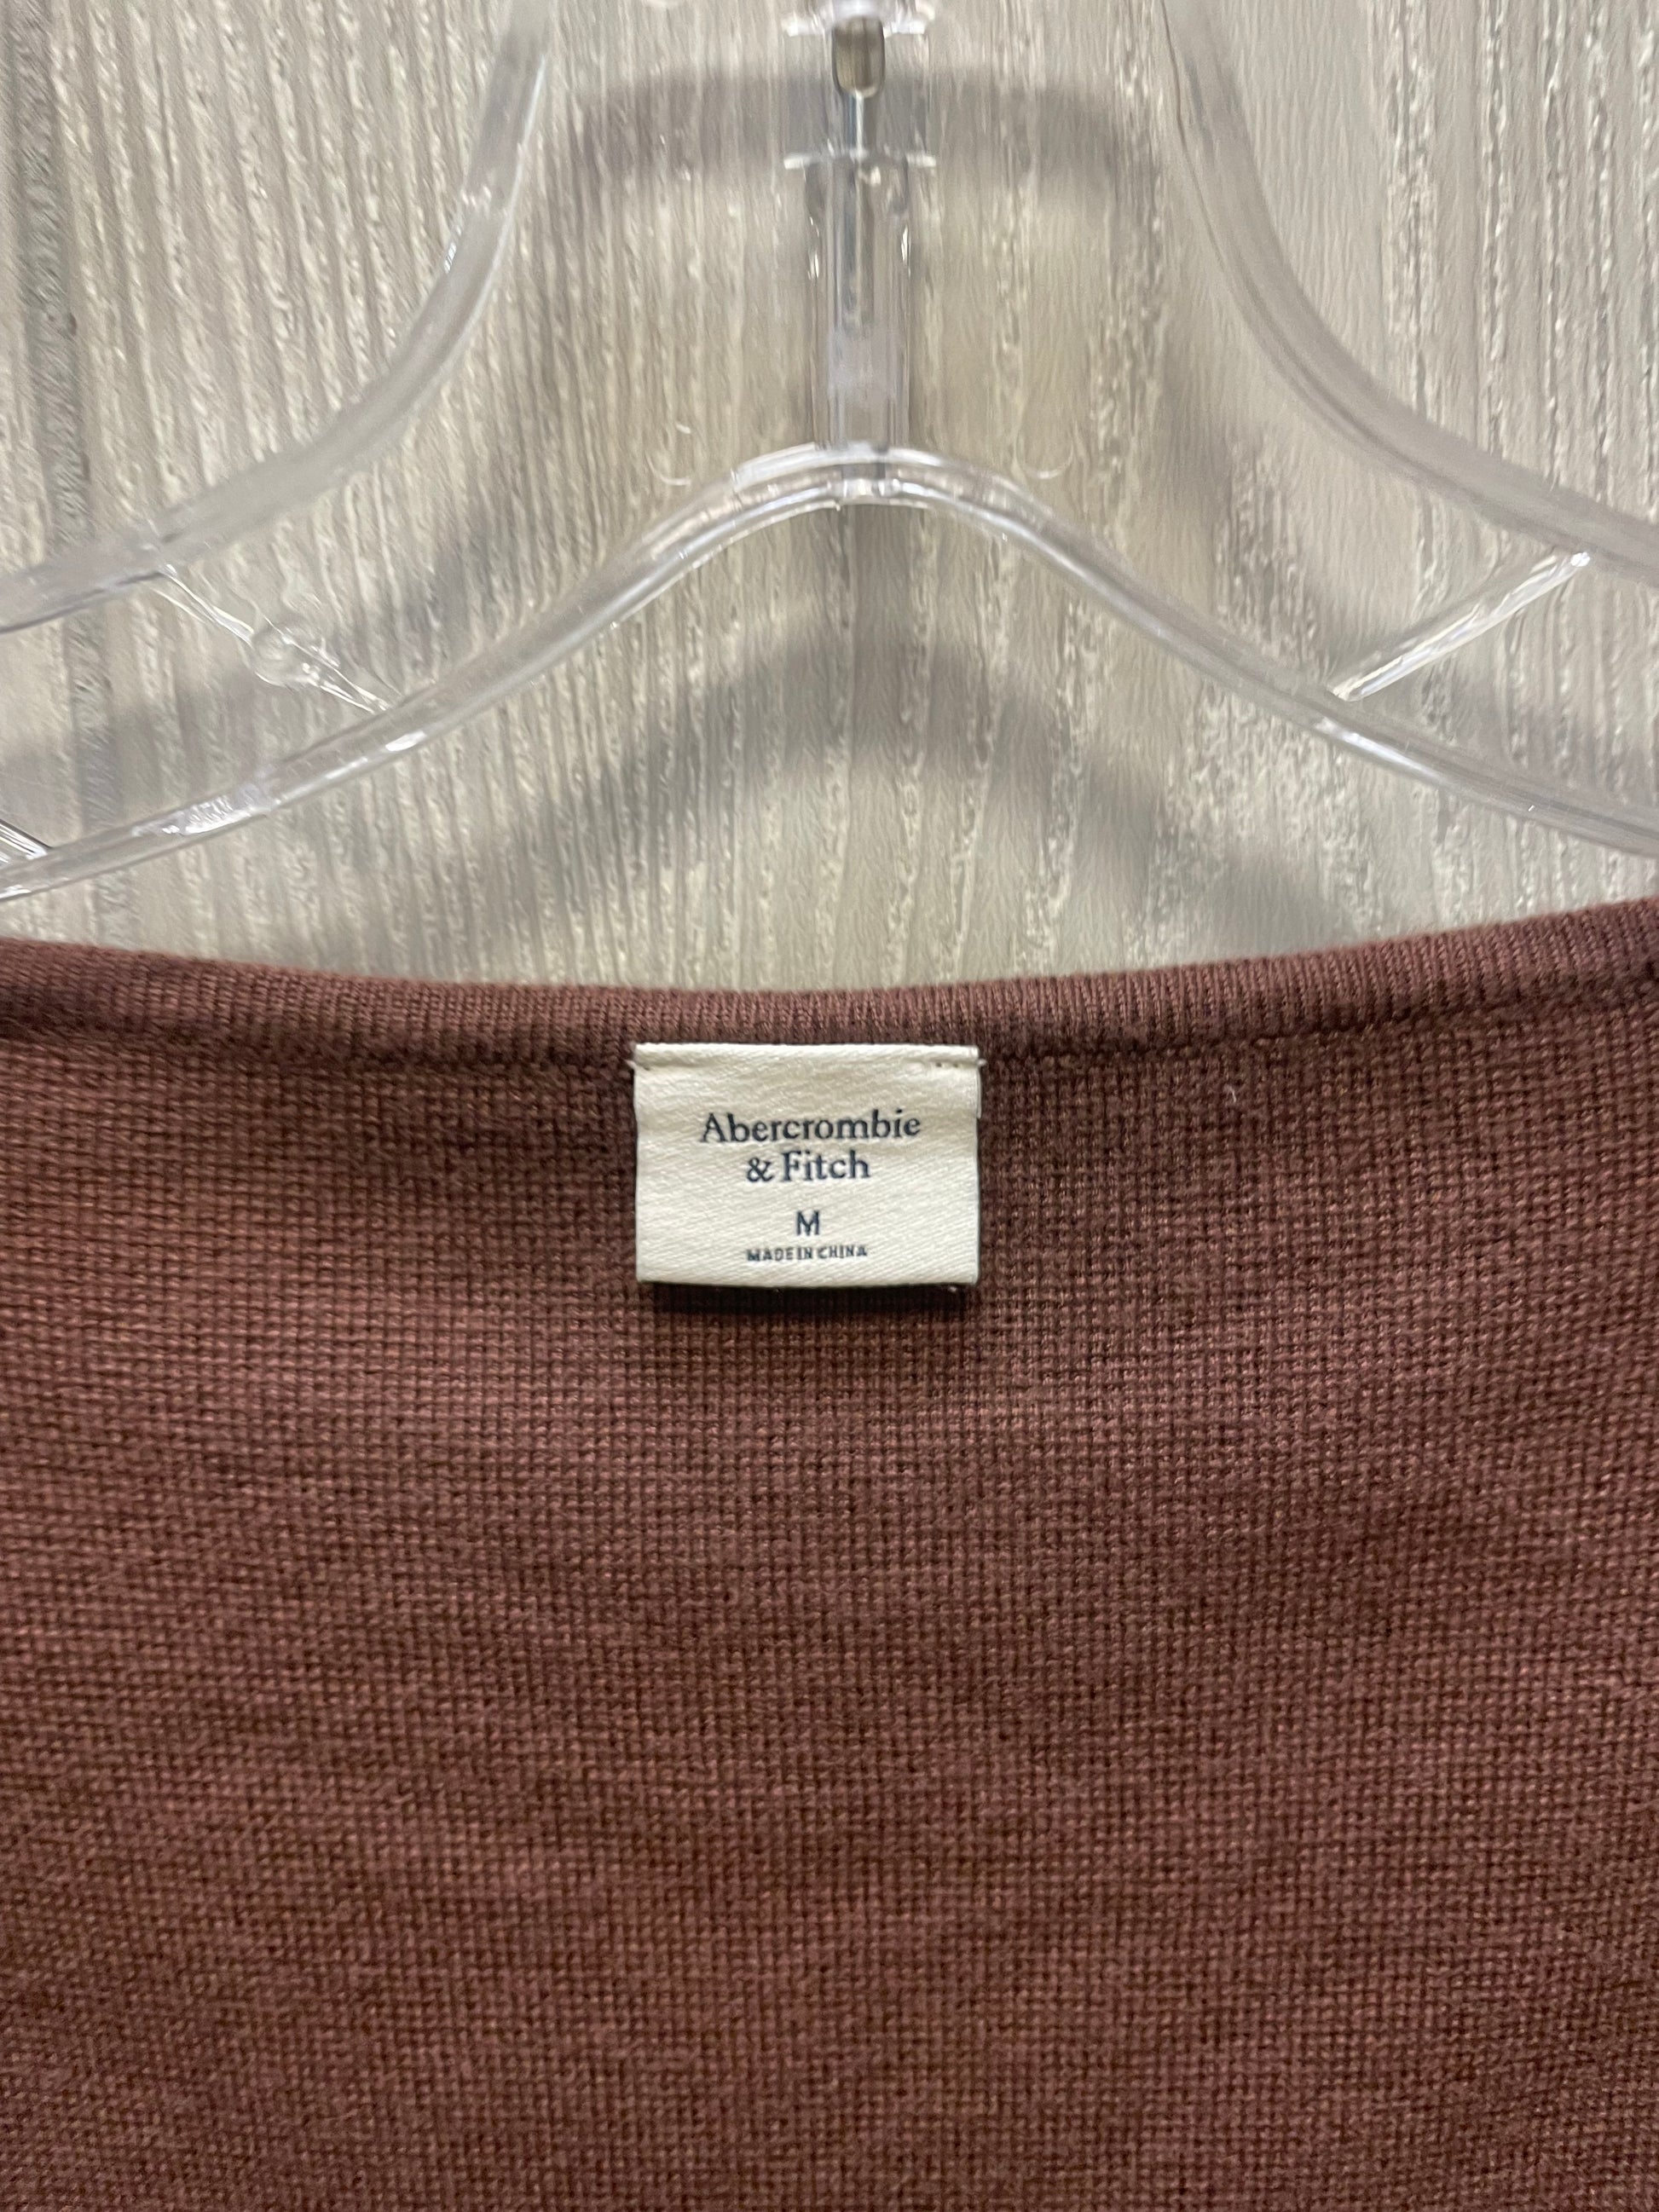 Abercrombie
& Fitch
M
MADE IN CHINA